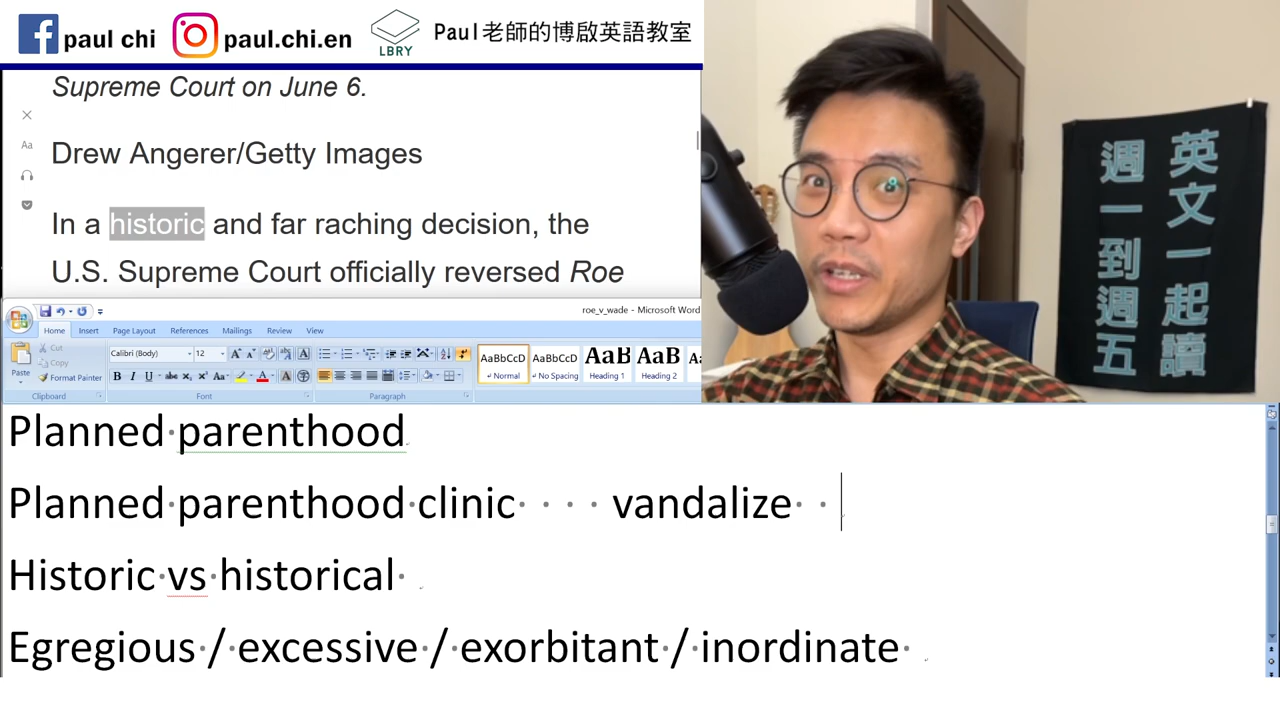 paul chi
paul.chi.en
LBRY
Paul老師的博啟英語教室
Supreme Court on June 6.
Aa
Drew Angerer/Getty Images
In a historic and far raching decision, the
U.S. Supreme Court officially reversed Roe
英文一起讀
週一到週五
roe_v_wade - Microsoft Word
Home Insert Page Layout References Mailings Review View
Paste
Cut
Copy
Format Painter
Clipboard
Calibri (Body) 12
Font
Paragraph
AaBbCcD AaBbCcD AaB AaB Aa
Normal No Spacing Heading 1 Heading 2
Planned parenthood
Planned parenthood clinic vandalize
Historic vs historical
Egregious / excessive / exorbitant / inordinate